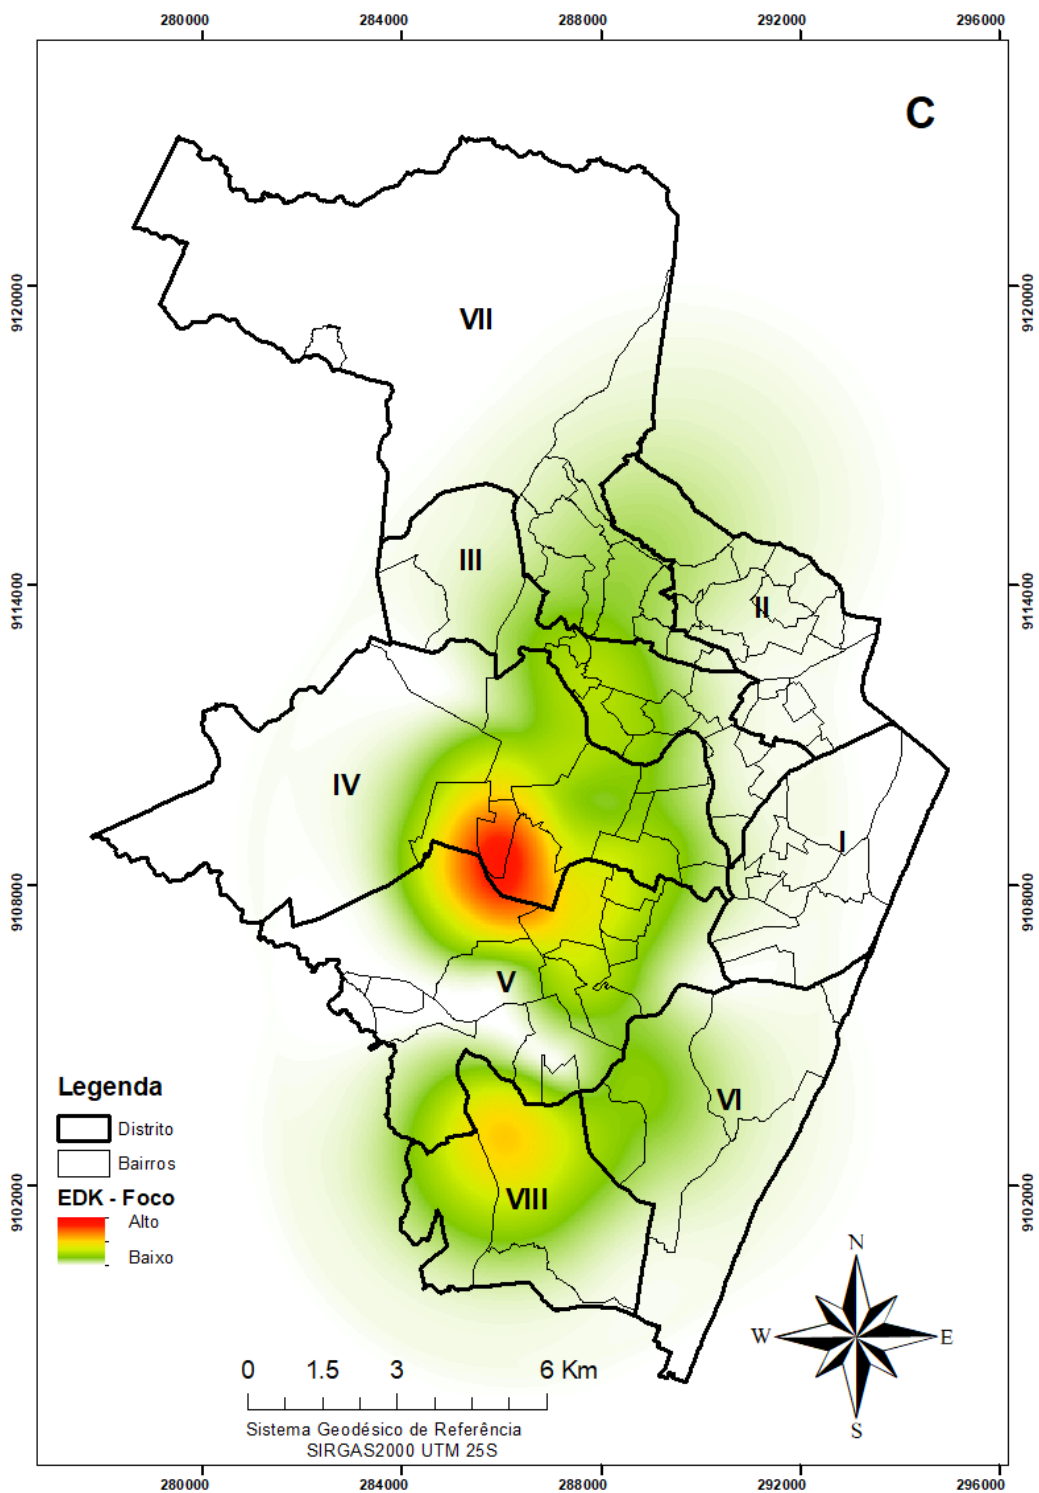 280000 284000 288000 292000 296000
C
VII
9120000 9120000
III
II
9114000 9114000
IV
I
9108000 9108000
V
Legenda
Distrito
Bairros
EDK - Foco
Alto
Baixo
VI
VIII
9102000 9102000
N
W E
S
0 1.5 3 6 Km
Sistema Geodésico de Referência
SIRGAS2000 UTM 25S
280000 284000 288000 292000 296000